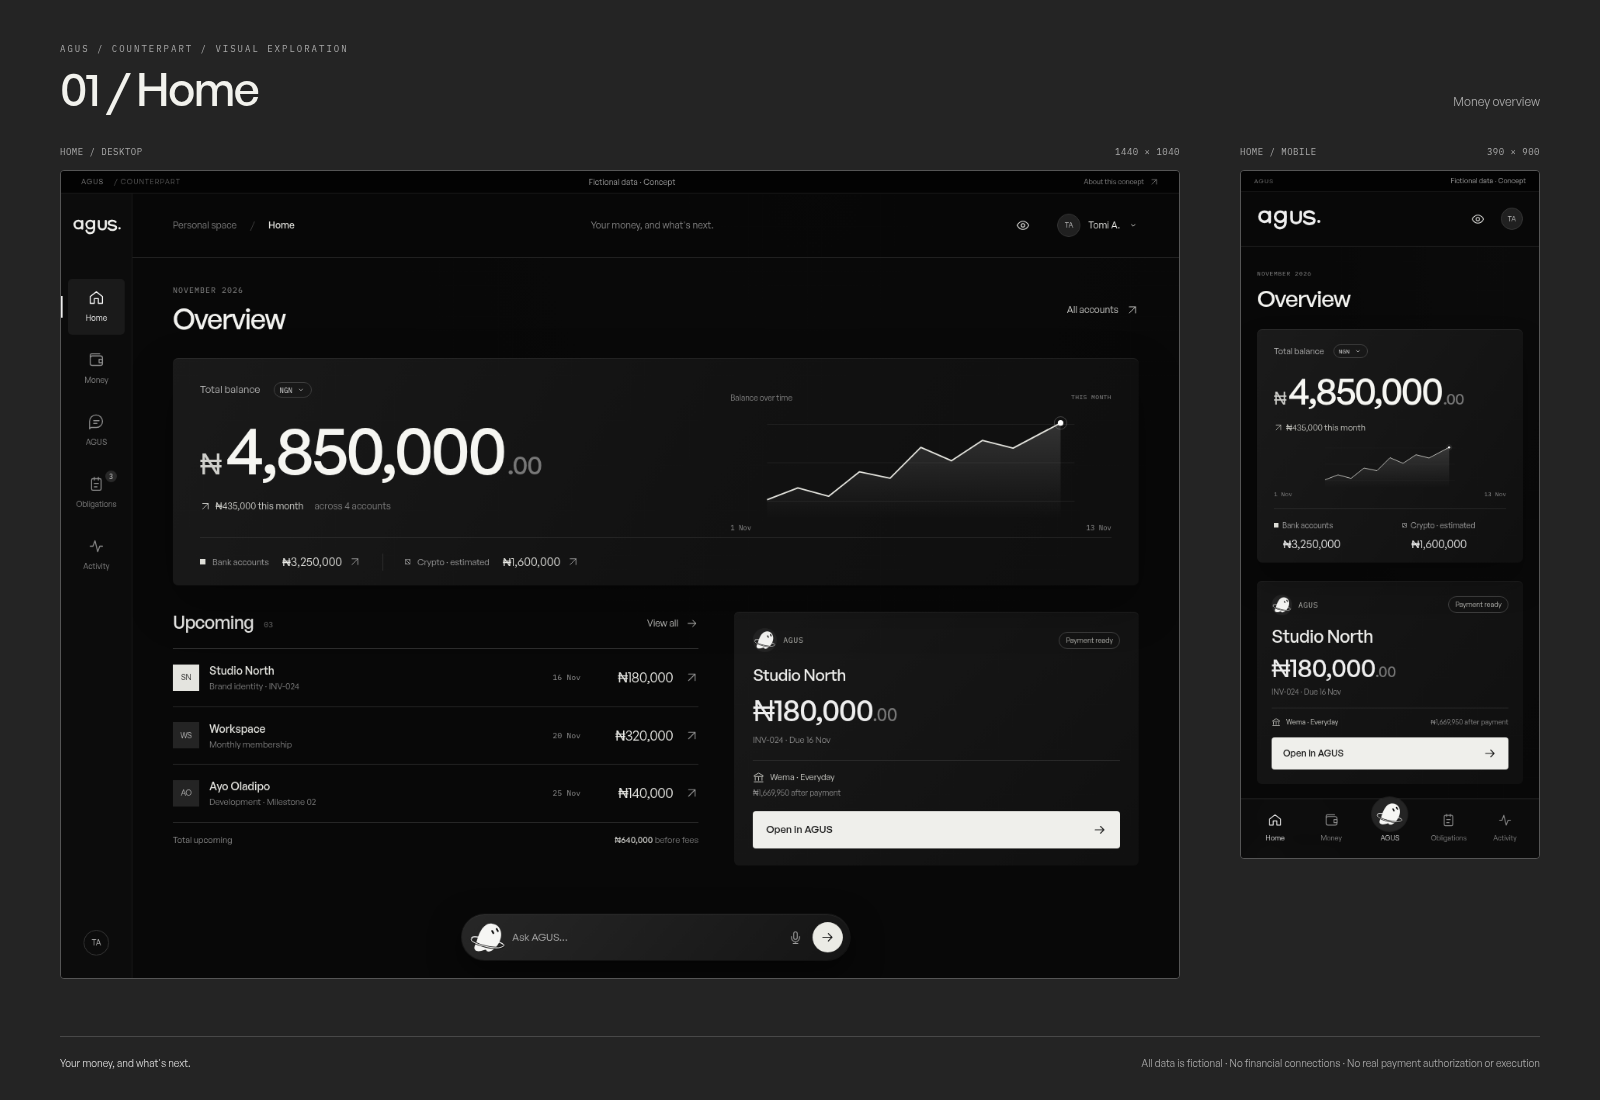 AGUS / COUNTERPART / VISUAL EXPLORATION
01 / Home
Money overview
HOME / DESKTOP
1440 × 1040
AGUS / COUNTERPART
Fictional data · Concept
About this concept
agus.
Personal space / Home
Your money, and what's next.
TA
Tomi A.
Home
Money
AGUS
3
Obligations
Activity
TA
NOVEMBER 2026
Overview
All accounts
Total balance
NGN
₦4,850,000.00
₦435,000 this month
across 4 accounts
Balance over time
THIS MONTH
1 Nov
13 Nov
Bank accounts
₦3,250,000
Crypto · estimated
₦1,600,000
Upcoming 03
View all
SN
Studio North
Brand identity · INV-024
16 Nov
₦180,000
WS
Workspace
Monthly membership
20 Nov
₦320,000
AO
Ayo Oladipo
Development · Milestone 02
25 Nov
₦140,000
Total upcoming
₦640,000 before fees
AGUS
Payment ready
Studio North
₦180,000.00
INV-024 · Due 16 Nov
Wema · Everyday
₦1,669,950 after payment
Open in AGUS
Ask AGUS...
HOME / MOBILE
390 × 900
AGUS
Fictional data · Concept
agus.
TA
NOVEMBER 2026
Overview
Total balance
NGN
₦4,850,000.00
₦435,000 this month
1 Nov
13 Nov
Bank accounts
₦3,250,000
Crypto · estimated
₦1,600,000
AGUS
Payment ready
Studio North
₦180,000.00
INV-024 · Due 16 Nov
Wema · Everyday
₦1,669,950 after payment
Open in AGUS
Home
Money
AGUS
Obligations
Activity
Your money, and what's next.
All data is fictional · No financial connections · No real payment authorization or execution